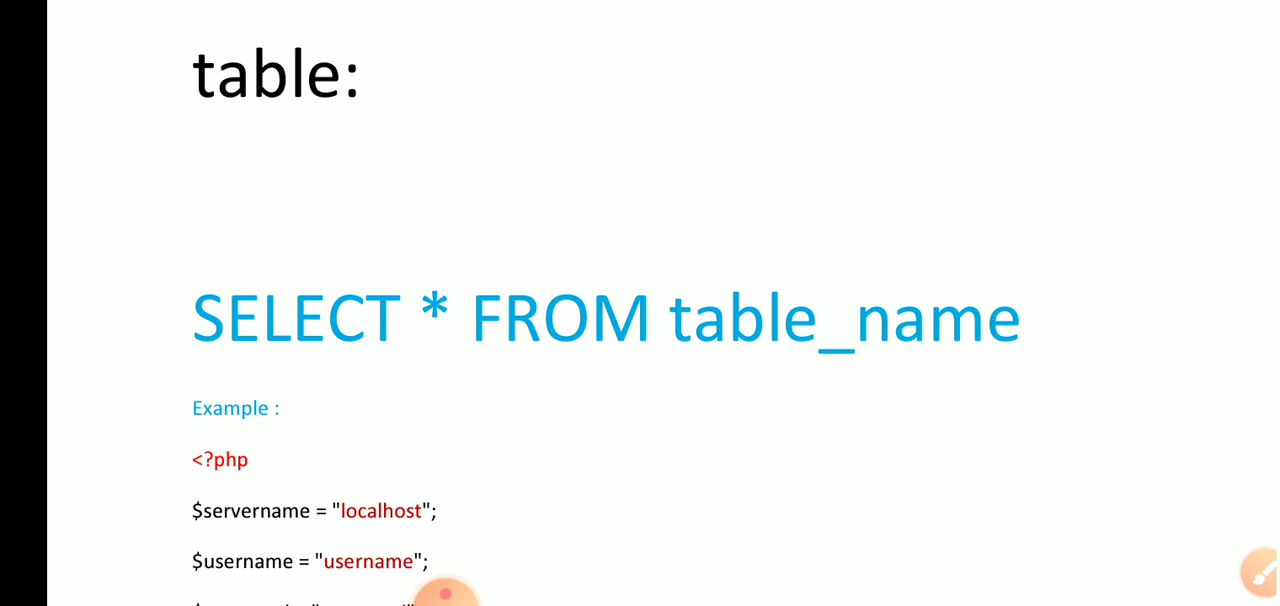 table:
SELECT * FROM table_name
Example :
<?php
$servername = "localhost";
$username = "username";